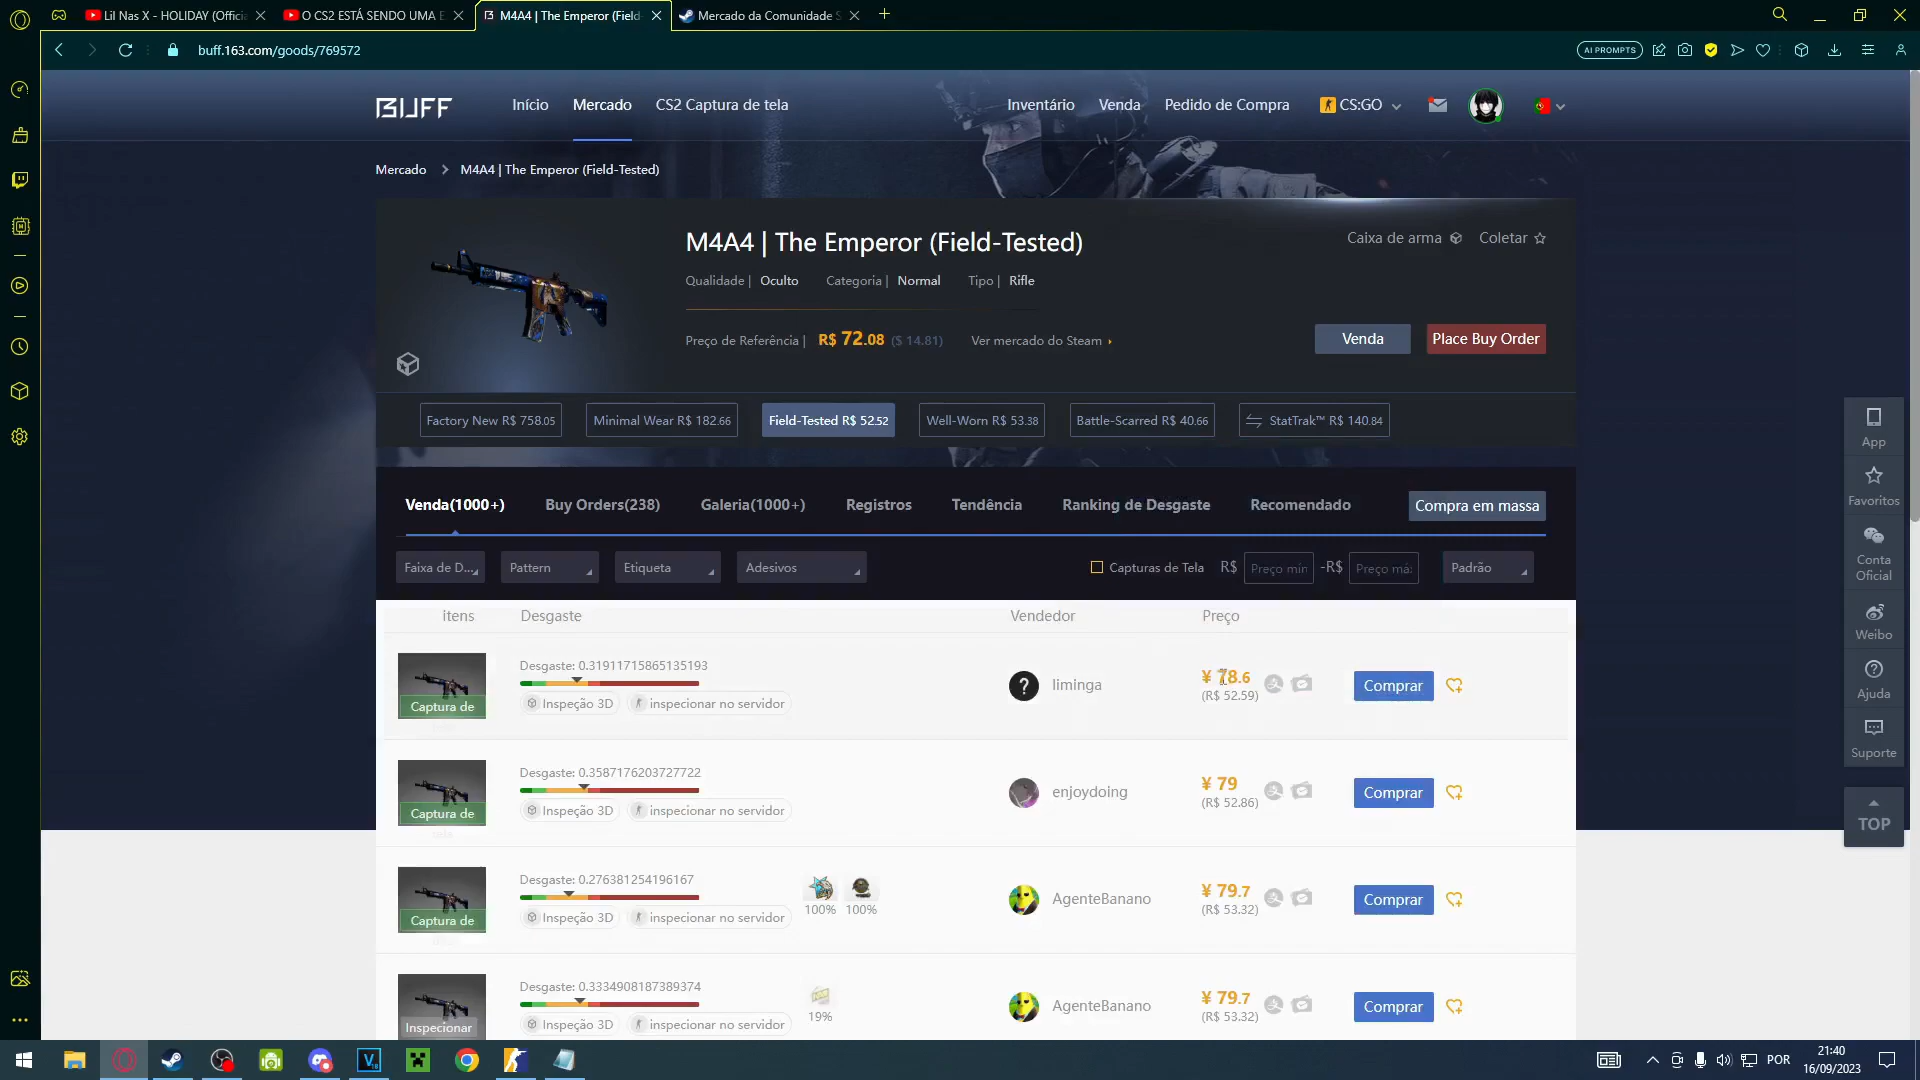 Lil Nas X - HOLIDAY (Officia
O CS2 ESTÁ SENDO UMA E
M4A4 | The Emperor (Field
Mercado da Comunidade S
buff.163.com/goods/769572
AI PROMPTS
BUFF
Início
Mercado
CS2 Captura de tela
Inventário
Venda
Pedido de Compra
CS:GO
Mercado
M4A4 | The Emperor (Field-Tested)
M4A4 | The Emperor (Field-Tested)
Caixa de arma
Coletar
Qualidade | Oculto
Categoria | Normal
Tipo | Rifle
Preço de Referência | R$ 72.08 ($ 14.81)
Ver mercado do Steam
Venda
Place Buy Order
Factory New R$ 758.05
Minimal Wear R$ 182.66
Field-Tested R$ 52.52
Well-Worn R$ 53.38
Battle-Scarred R$ 40.66
StatTrak™ R$ 140.84
Venda(1000+)
Buy Orders(238)
Galeria(1000+)
Registros
Tendência
Ranking de Desgaste
Recomendado
Compra em massa
Faixa de D...
Pattern
Etiqueta
Adesivos
Capturas de Tela
R$ Preço mín
-R$ Preço má
Padrão
Itens
Desgaste
Vendedor
Preço
Captura de
Desgaste: 0.31911715865135193
Inspeção 3D
inspecionar no servidor
?
liminga
¥ 78.6
(R$ 52.59)
Comprar
Captura de
Desgaste: 0.3587176203727722
Inspeção 3D
inspecionar no servidor
enjoydoing
¥ 79
(R$ 52.86)
Comprar
Captura de
Desgaste: 0.276381254196167
Inspeção 3D
inspecionar no servidor
100%
100%
AgenteBanano
¥ 79.7
(R$ 53.32)
Comprar
Inspecionar
Desgaste: 0.3334908187389374
Inspeção 3D
inspecionar no servidor
19%
AgenteBanano
¥ 79.7
(R$ 53.32)
Comprar
App
Favoritos
Conta
Oficial
Weibo
Ajuda
Suporte
TOP
POR
21:40
16/09/2023